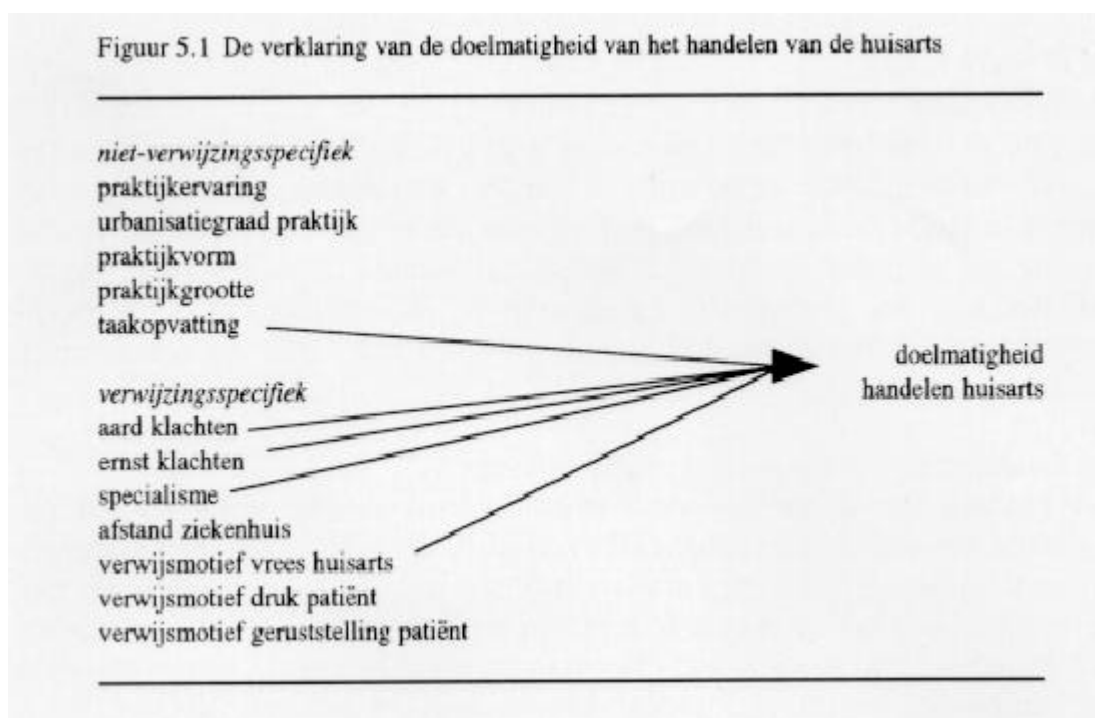 Figuur 5.1 De verklaring van de doelmatigheid van het handelen van de huisarts
niet-verwijzingsspecifiek
praktijkervaring
urbanisatiegraad praktijk
praktijkvorm
praktijkgrootte
taakopvatting
doelmatigheid
handelen huisarts
verwijzingsspecifiek
aard klachten
ernst klachten
specialisme
afstand ziekenhuis
verwijsmotief vrees huisarts
verwijsmotief druk patiënt
verwijsmotief geruststelling patiënt